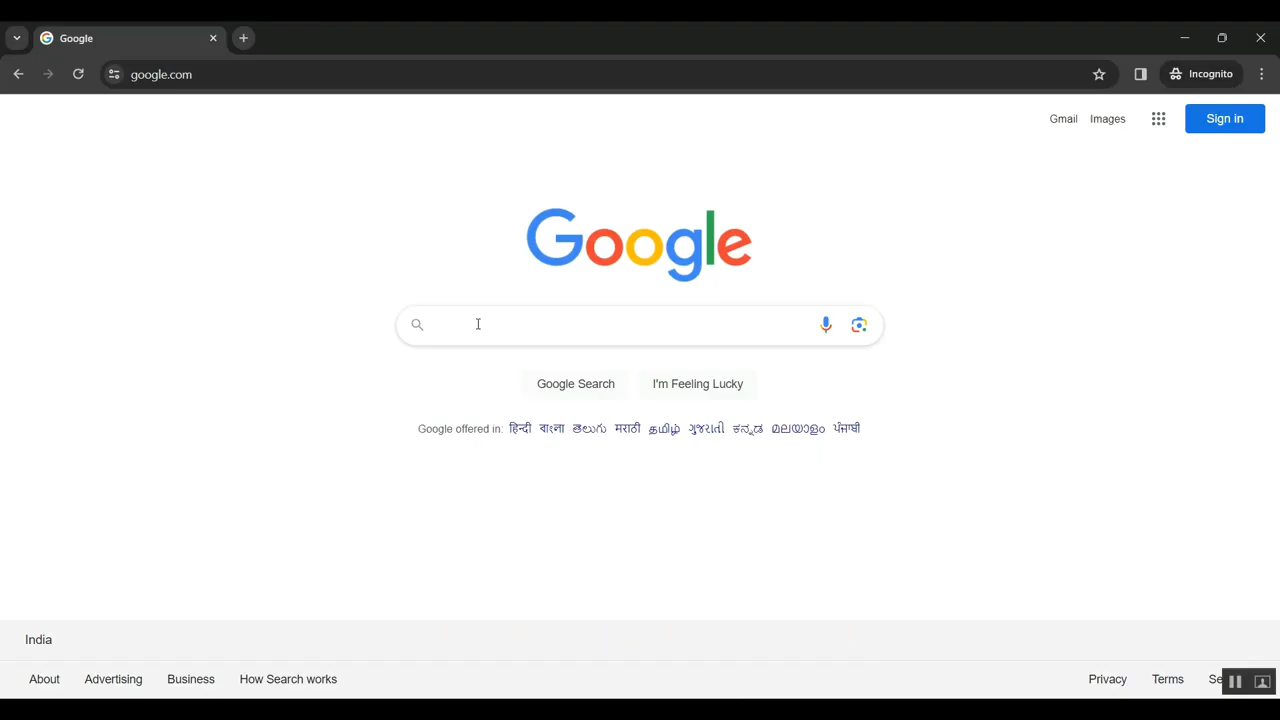 Google
google.com
Incognito
Gmail Images
Sign in
Google
Google Search I'm Feeling Lucky
Google offered in: हिन्दी বাংলা తెలుగు मराठी தமிழ் ગુજરાતી ಕನ್ನಡ മലയാളം ਪੰਜਾਬੀ
India
About Advertising Business How Search works Privacy Terms